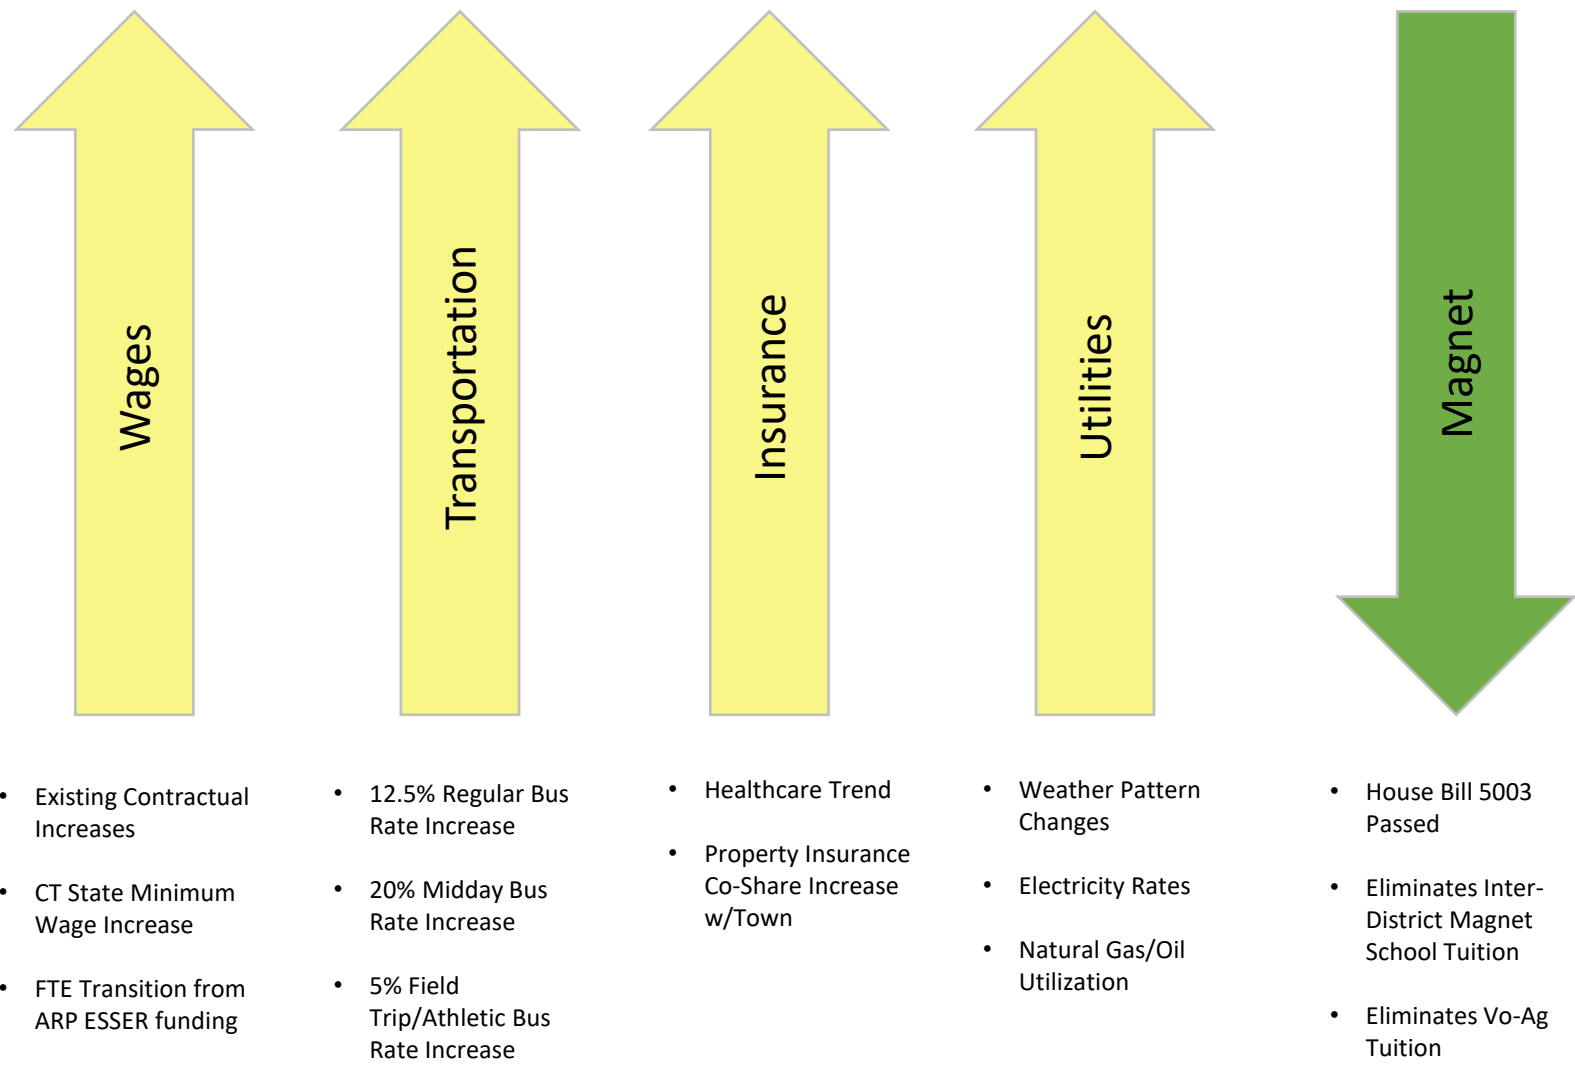 Wages
Transportation
Insurance
Utilities
Magnet
• Existing Contractual
Increases
• CT State Minimum
Wage Increase
• FTE Transition from
ARP ESSER funding
• 12.5% Regular Bus
Rate Increase
• 20% Midday Bus
Rate Increase
• 5% Field
Trip/Athletic Bus
Rate Increase
• Healthcare Trend
• Property Insurance
Co-Share Increase
w/Town
• Weather Pattern
Changes
• Electricity Rates
• Natural Gas/Oil
Utilization
• House Bill 5003
Passed
• Eliminates Inter-
District Magnet
School Tuition
• Eliminates Vo-Ag
Tuition